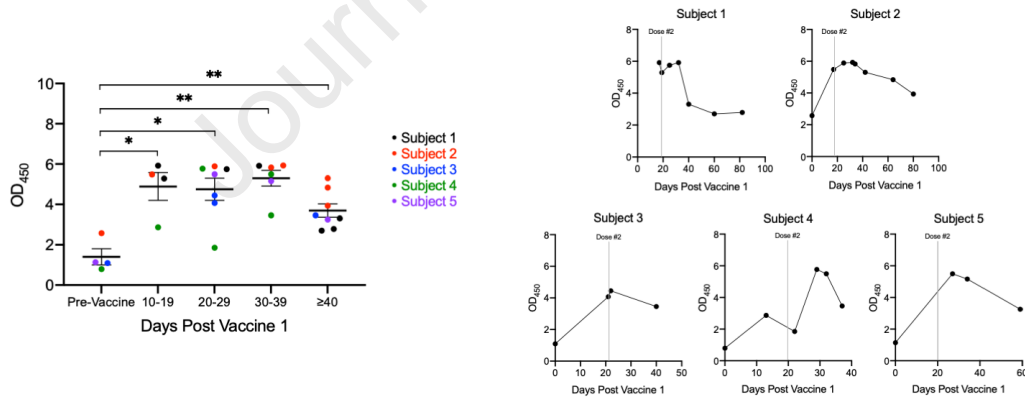 Journ
10
8
6
4
2
0
OD450
**
**
*
*
Pre-Vaccine 10-19 20-29 30-39 ≥40
Days Post Vaccine 1
Subject 1
Subject 2
Subject 3
Subject 4
Subject 5
Subject 1
Dose #2
8
6
4
2
OD450
0 20 40 60 80 100
Days Post Vaccine 1
Subject 2
Dose #2
8
6
4
2
0
OD450
0 20 40 60 80 100
Days Post Vaccine 1
Subject 3
Dose #2
8
6
4
2
0
OD450
0 10 20 30 40 50
Days Post Vaccine 1
Subject 4
Dose #2
8
6
4
2
0
OD450
0 10 20 30 40
Days Post Vaccine 1
Subject 5
Dose #2
8
6
4
2
0
OD450
0 20 40 60
Days Post Vaccine 1